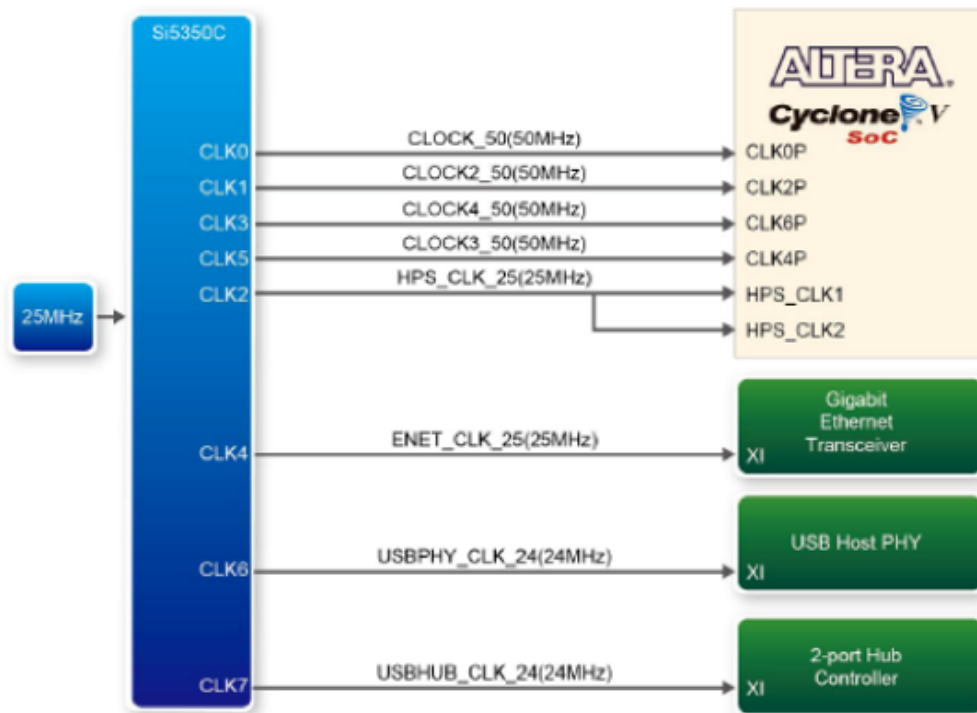 Si5350C
ALTERA®
Cyclone V
SoC
CLK0
CLOCK_50(50MHz)
CLK0P
CLK1
CLOCK2_50(50MHz)
CLK2P
CLK3
CLOCK4_50(50MHz)
CLK6P
CLK5
CLOCK3_50(50MHz)
CLK4P
CLK2
HPS_CLK_25(25MHz)
HPS_CLK1
HPS_CLK2
25MHz
CLK4
ENET_CLK_25(25MHz)
Gigabit
Ethernet
Transceiver
XI
CLK6
USBPHY_CLK_24(24MHz)
USB Host PHY
XI
CLK7
USBHUB_CLK_24(24MHz)
2-port Hub
Controller
XI